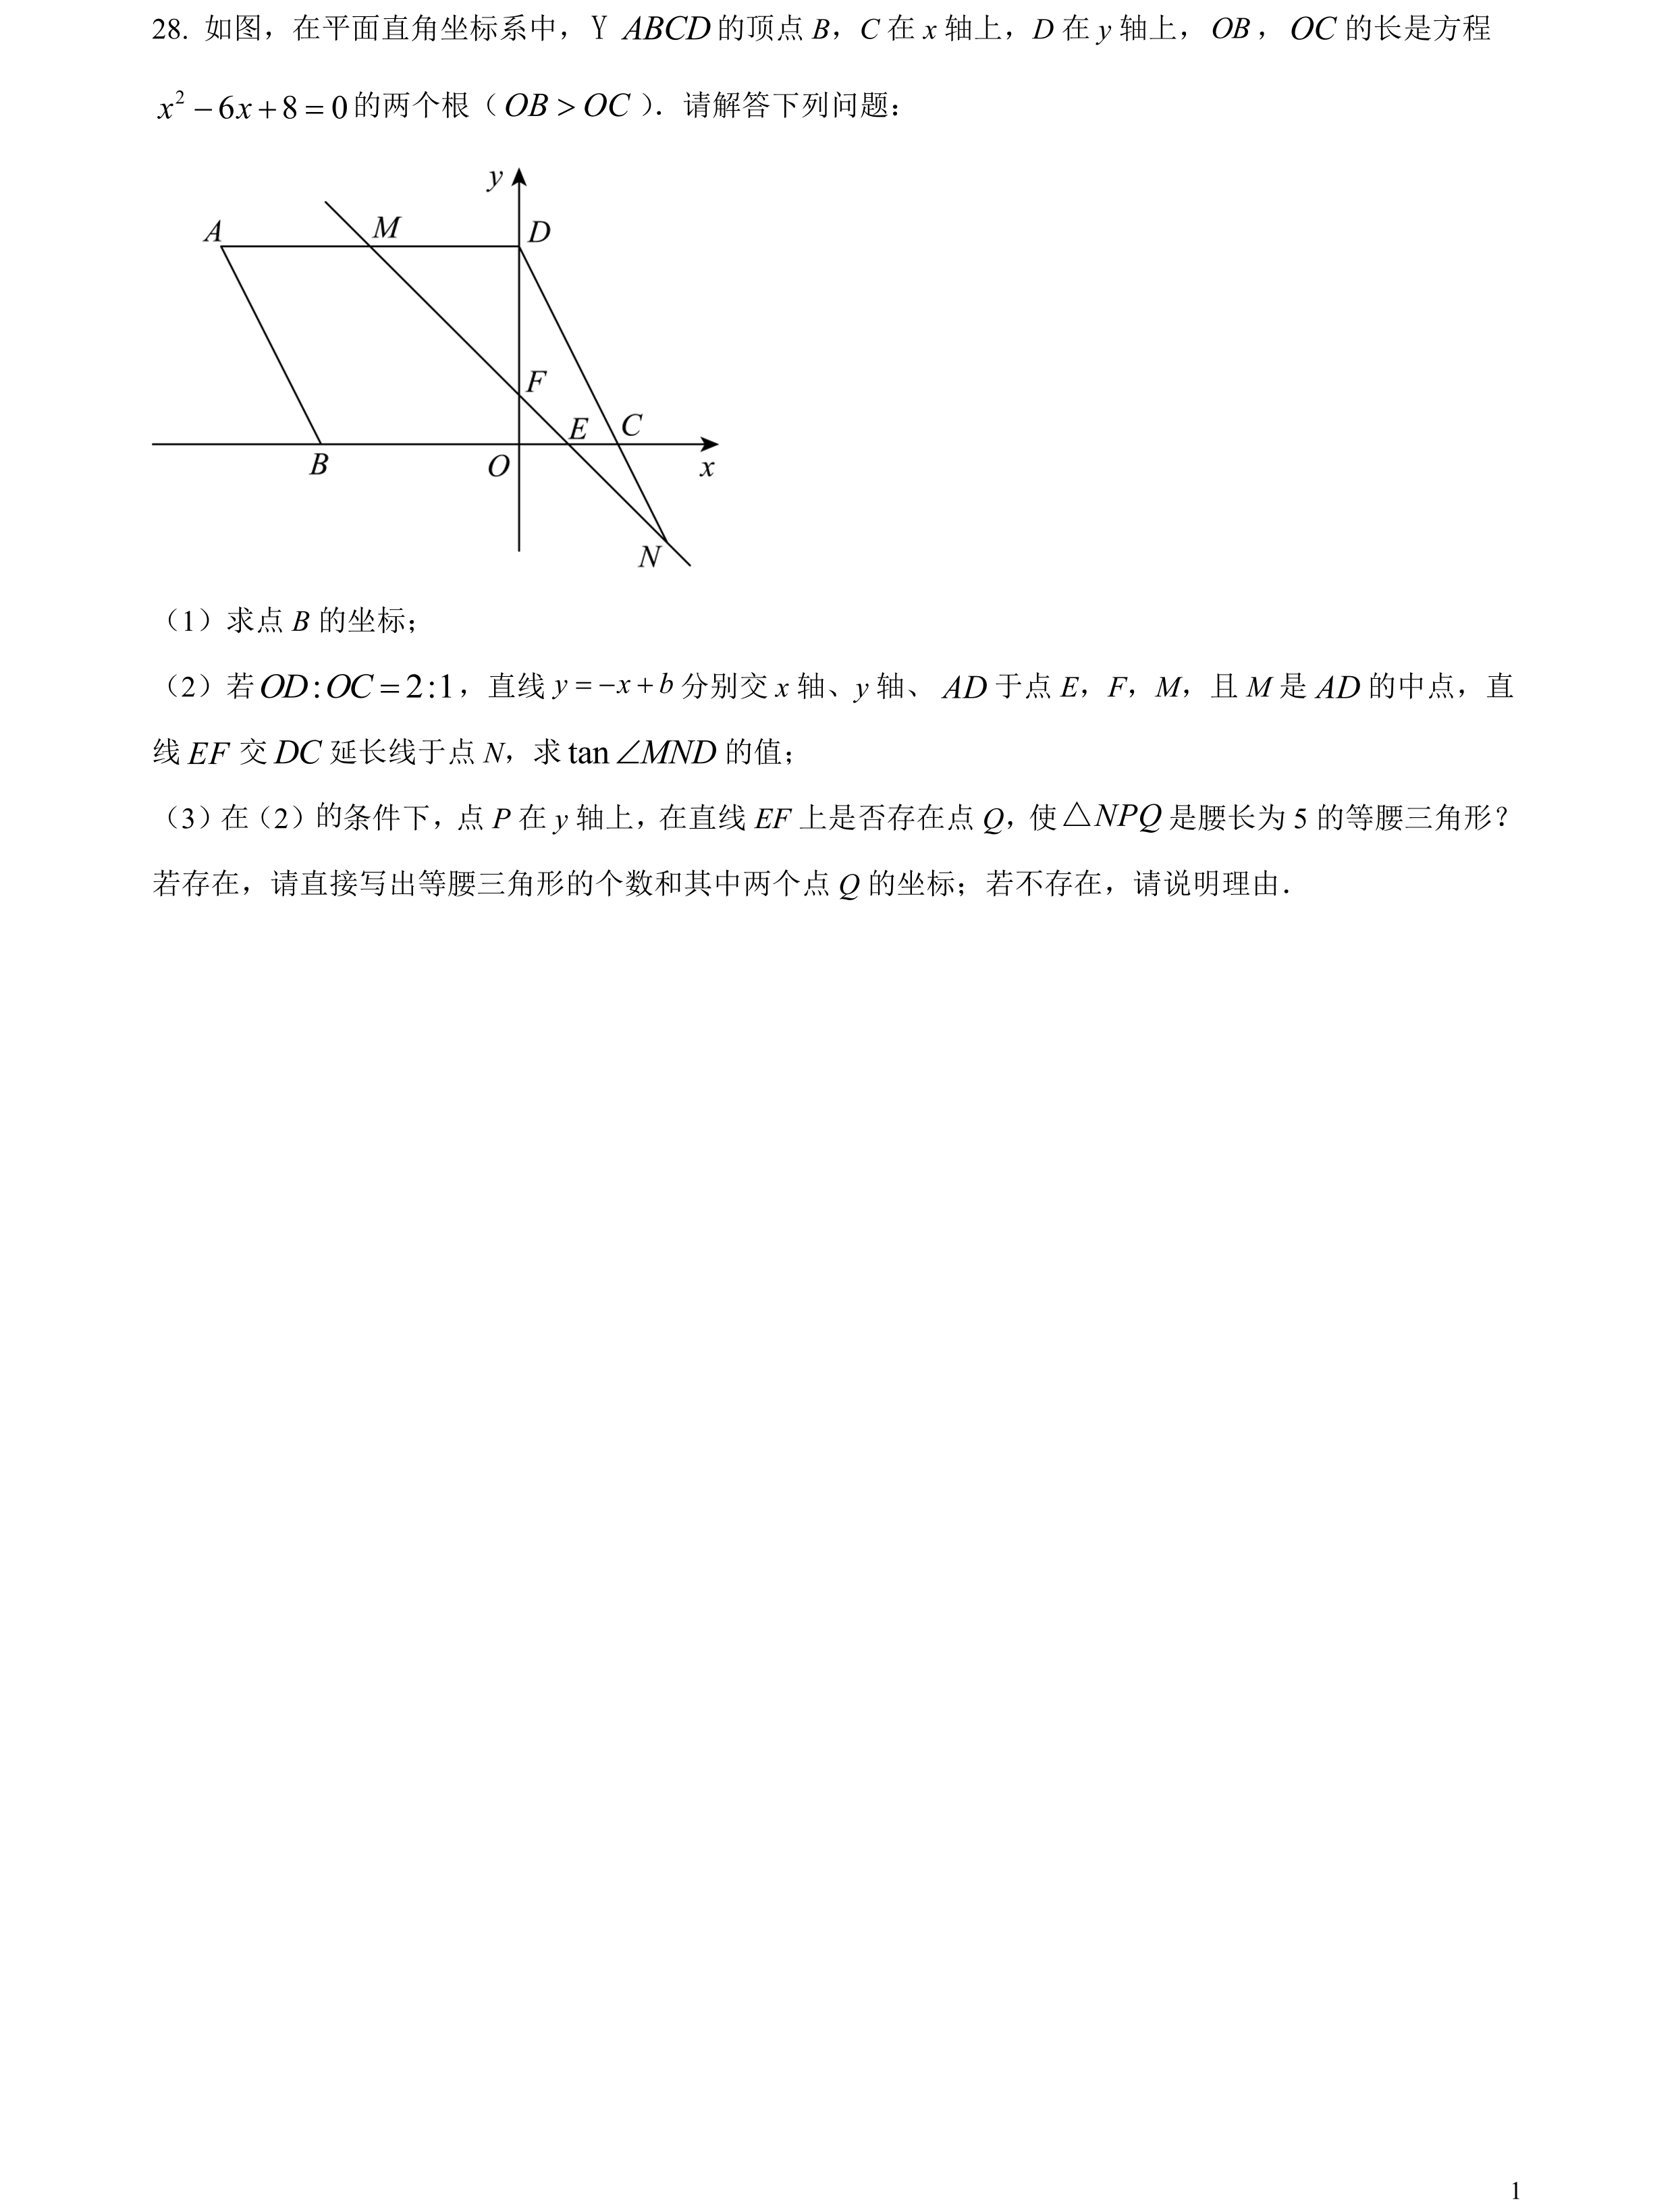 28. 如图，在平面直角坐标系中，Y ABCD 的顶点 B，C 在 x 轴上，D 在 y 轴上，OB，OC 的长是方程
x² − 6x + 8 = 0 的两个根（OB > OC）．请解答下列问题：
y
A
M
D
F
E
C
B
O
x
N
（1）求点 B 的坐标；
（2）若 OD : OC = 2 : 1，直线 y = −x + b 分别交 x 轴、y 轴、AD 于点 E，F，M，且 M 是 AD 的中点，直
线 EF 交 DC 延长线于点 N，求 tan ∠MND 的值；
（3）在（2）的条件下，点 P 在 y 轴上，在直线 EF 上是否存在点 Q，使 △NPQ 是腰长为 5 的等腰三角形？
若存在，请直接写出等腰三角形的个数和其中两个点 Q 的坐标；若不存在，请说明理由．
1